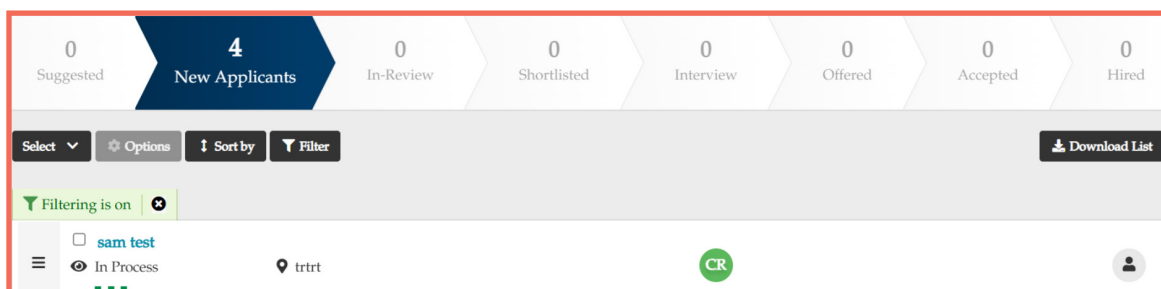 0 4 0 0 0 0 0 0
Suggested New Applicants In-Review Shortlisted Interview Offered Accepted Hired
Select Options Sort by Filter Download List
Filtering is on
sam test
In Process trtrt CR